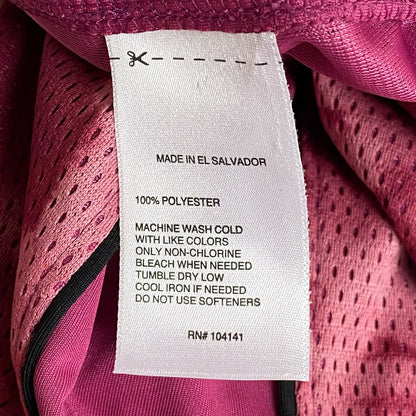 MADE IN EL SALVADOR
100% POLYESTER
MACHINE WASH COLD
WITH LIKE COLORS
ONLY NON-CHLORINE
BLEACH WHEN NEEDED
TUMBLE DRY LOW
COOL IRON IF NEEDED
DO NOT USE SOFTENERS
RN# 104141